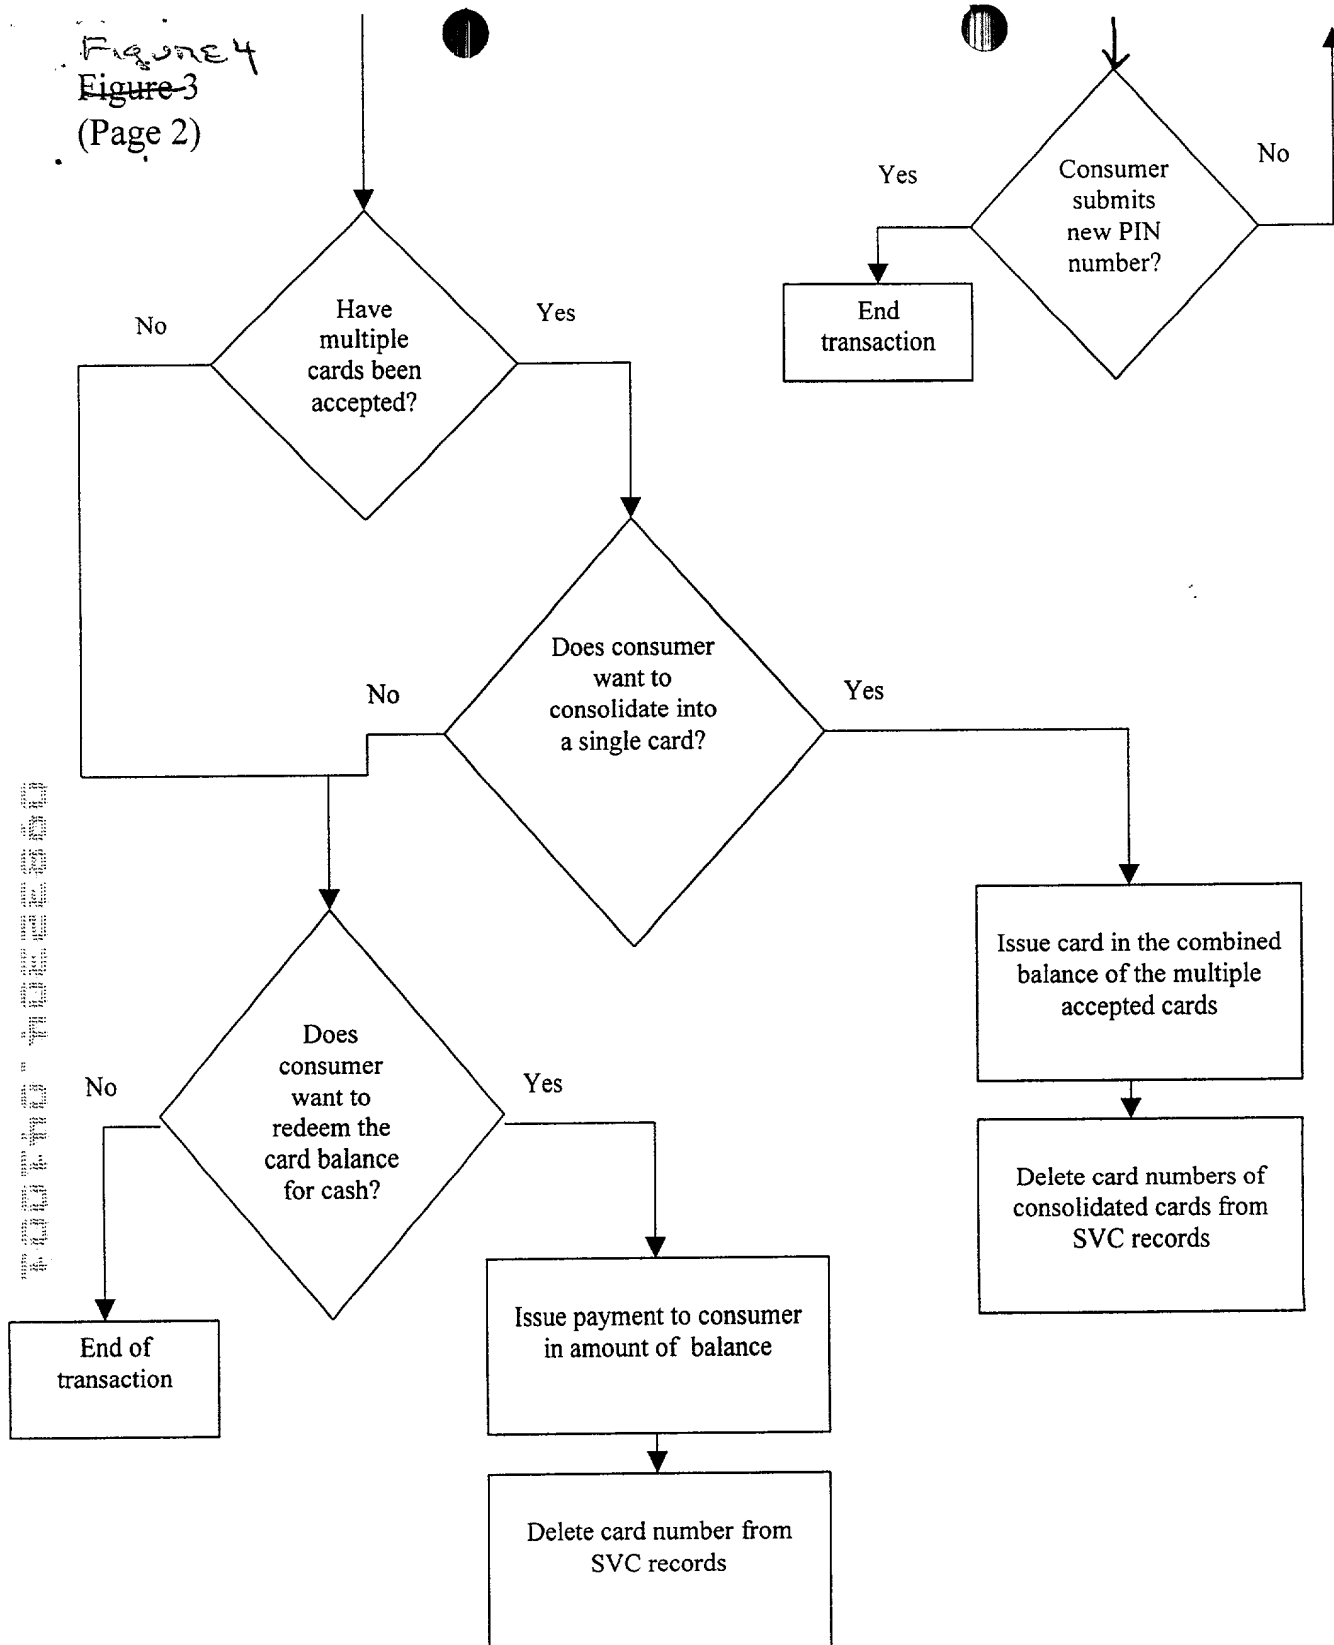 Figure 4
Figure 3
(Page 2)
Yes
Consumer
submits
new PIN
number?
No
End
transaction
No
Have
multiple
cards been
accepted?
Yes
No
Does consumer
want to
consolidate into
a single card?
Yes
Issue card in the combined
balance of the multiple
accepted cards
No
Does
consumer
want to
redeem the
card balance
for cash?
Yes
Delete card numbers of
consolidated cards from
SVC records
End of
transaction
Issue payment to consumer
in amount of balance
Delete card number from
SVC records